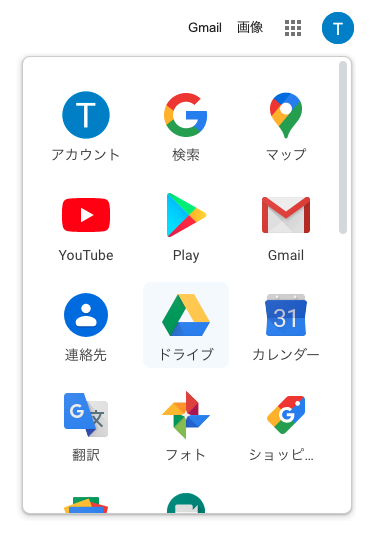 Gmail 画像 T
T
アカウント 検索 マップ
YouTube Play Gmail
31
連絡先 ドライブ カレンダー
G 文 G
翻訳 フォト ショッピ...